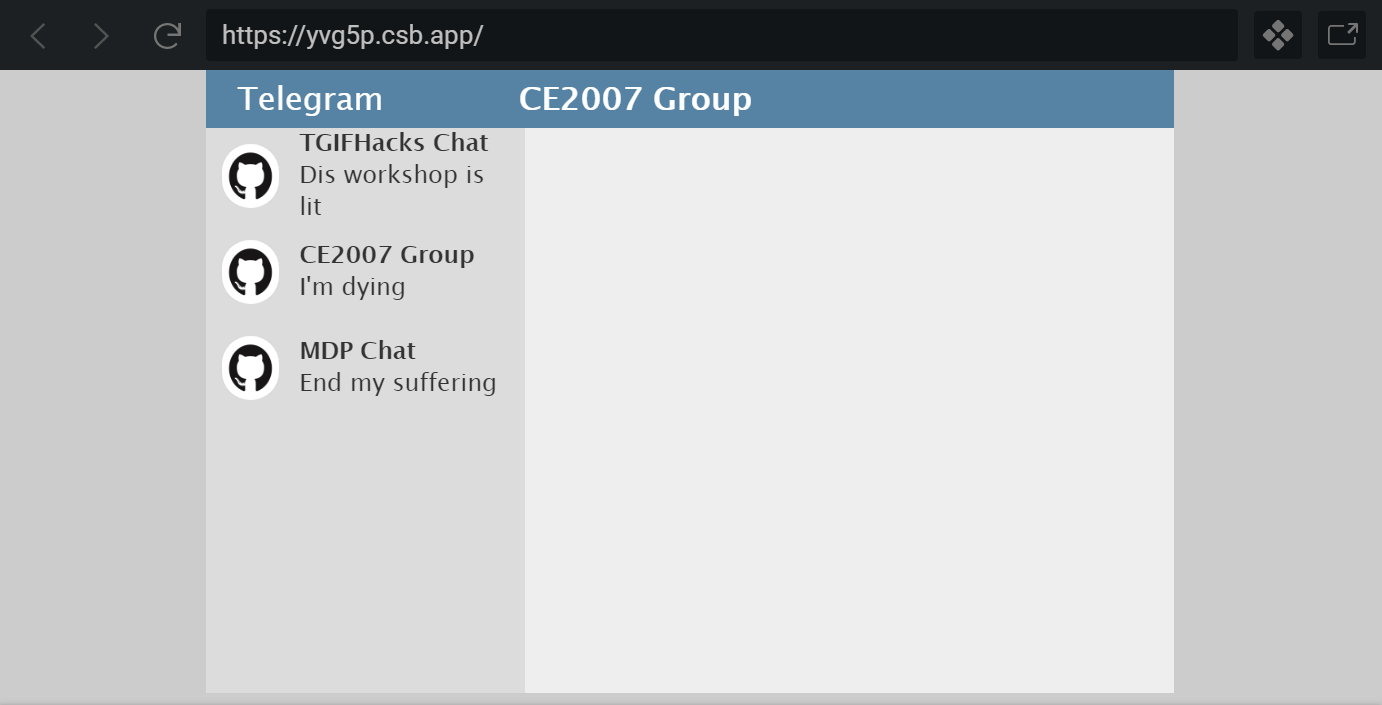 https://yvg5p.csb.app/
Telegram
CE2007 Group
TGIFHacks Chat
Dis workshop is
lit
CE2007 Group
I'm dying
MDP Chat
End my suffering